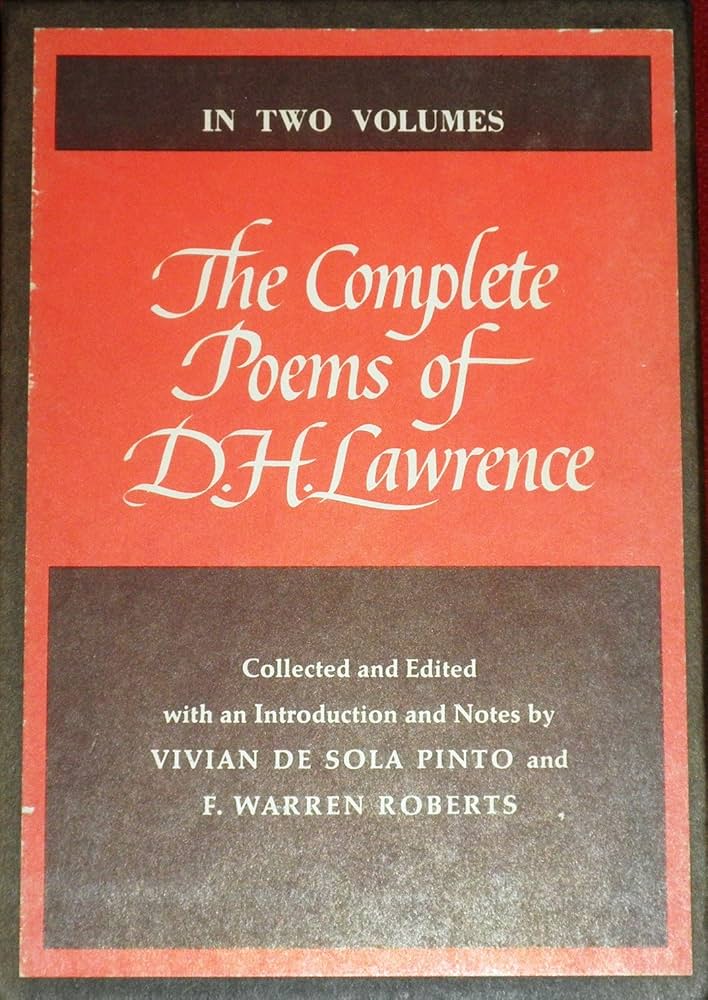 IN TWO VOLUMES
The Complete
Poems of
D.H. Lawrence
Collected and Edited
with an Introduction and Notes by
VIVIAN DE SOLA PINTO and
F. WARREN ROBERTS